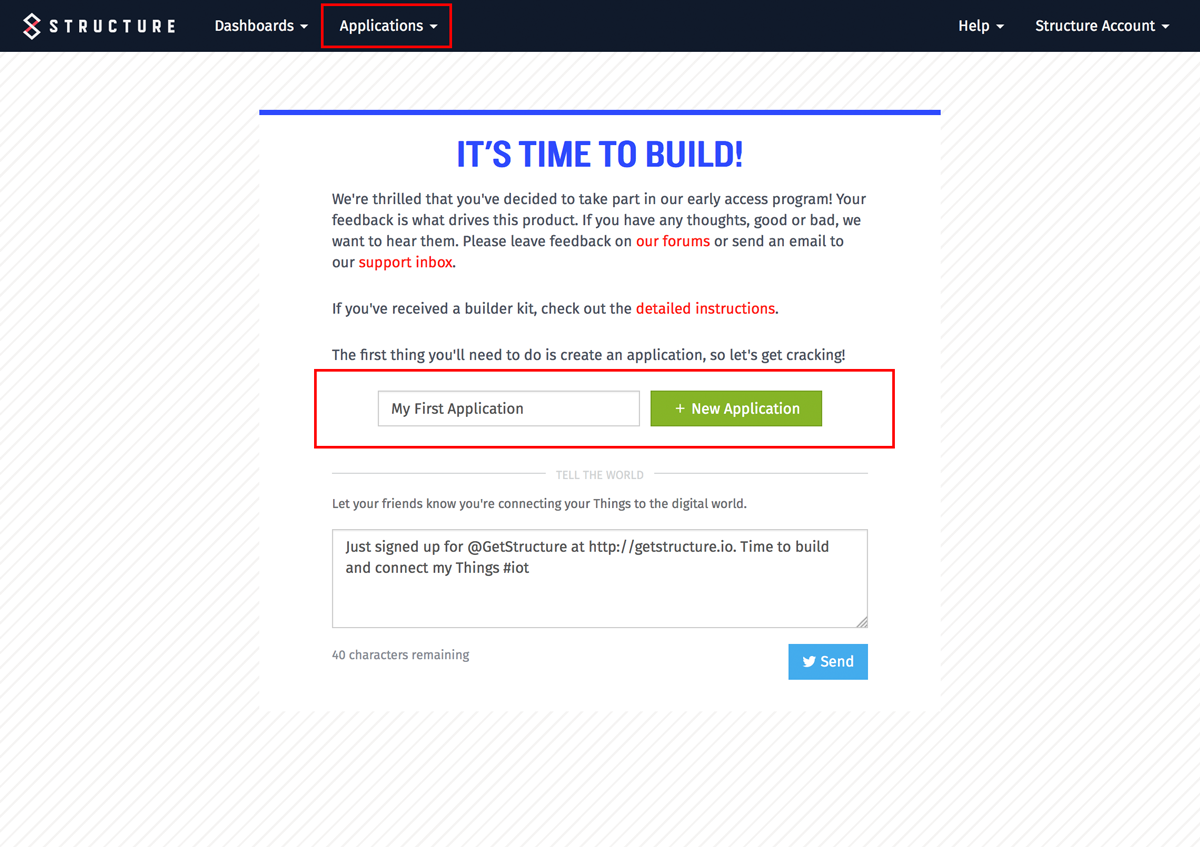 STRUCTURE Dashboards Applications Help Structure Account
IT'S TIME TO BUILD!
We're thrilled that you've decided to take part in our early access program! Your
feedback is what drives this product. If you have any thoughts, good or bad, we
want to hear them. Please leave feedback on our forums or send an email to
our support inbox.
If you've received a builder kit, check out the detailed instructions.
The first thing you'll need to do is create an application, so let's get cracking!
My First Application + New Application
TELL THE WORLD
Let your friends know you're connecting your Things to the digital world.
Just signed up for @GetStructure at http://getstructure.io. Time to build
and connect my Things #iot
40 characters remaining Send